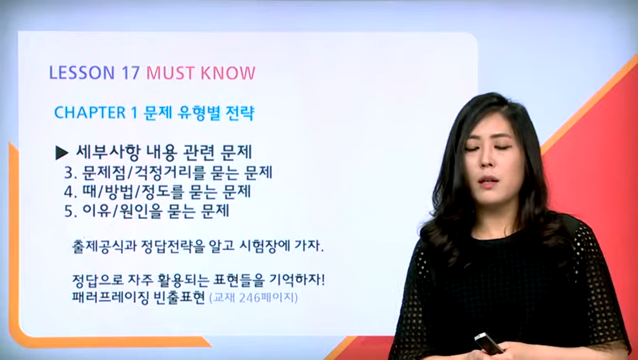 LESSON 17 MUST KNOW
CHAPTER 1 문제 유형별 전략
▶ 세부사항 내용 관련 문제
3. 문제점/걱정거리를 묻는 문제
4. 때/방법/정도를 묻는 문제
5. 이유/원인을 묻는 문제
출제공식과 정답전략을 알고 시험장에 가자.
정답으로 자주 활용되는 표현들을 기억하자!
패러프레이징 빈출표현 (교재 246페이지)